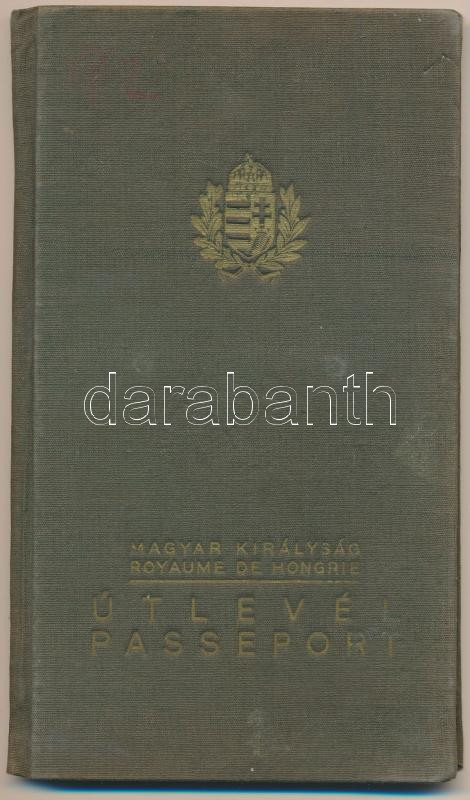 darabanth
MAGYAR KIRÁLYSÁG
ROYAUME DE HONGRIE
ÚTLEVÉL
PASSEPORT